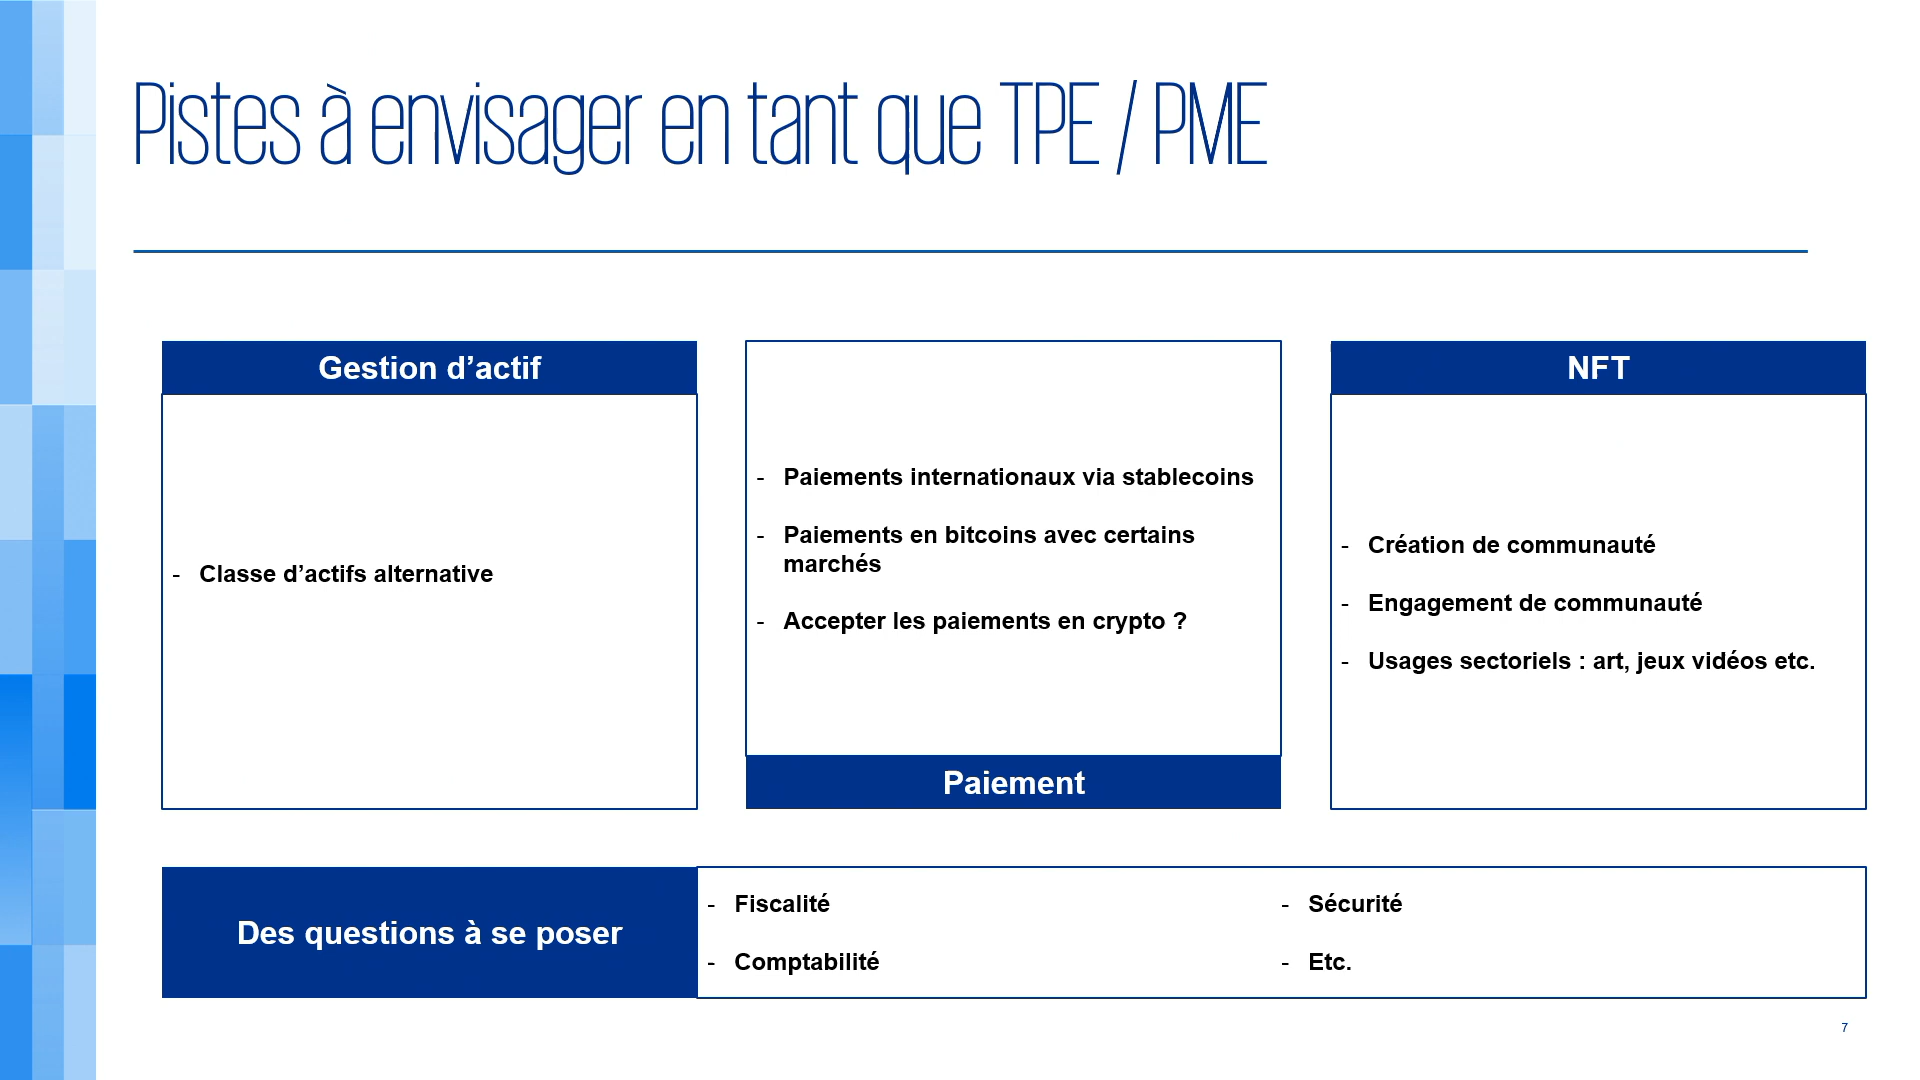 Pistes à envisager en tant que TPE / PME
Gestion d’actif
- Classe d’actifs alternative
- Paiements internationaux via stablecoins
- Paiements en bitcoins avec certains
marchés
- Accepter les paiements en crypto ?
Paiement
NFT
- Création de communauté
- Engagement de communauté
- Usages sectoriels : art, jeux vidéos etc.
Des questions à se poser
- Fiscalité
- Comptabilité
- Sécurité
- Etc.
7